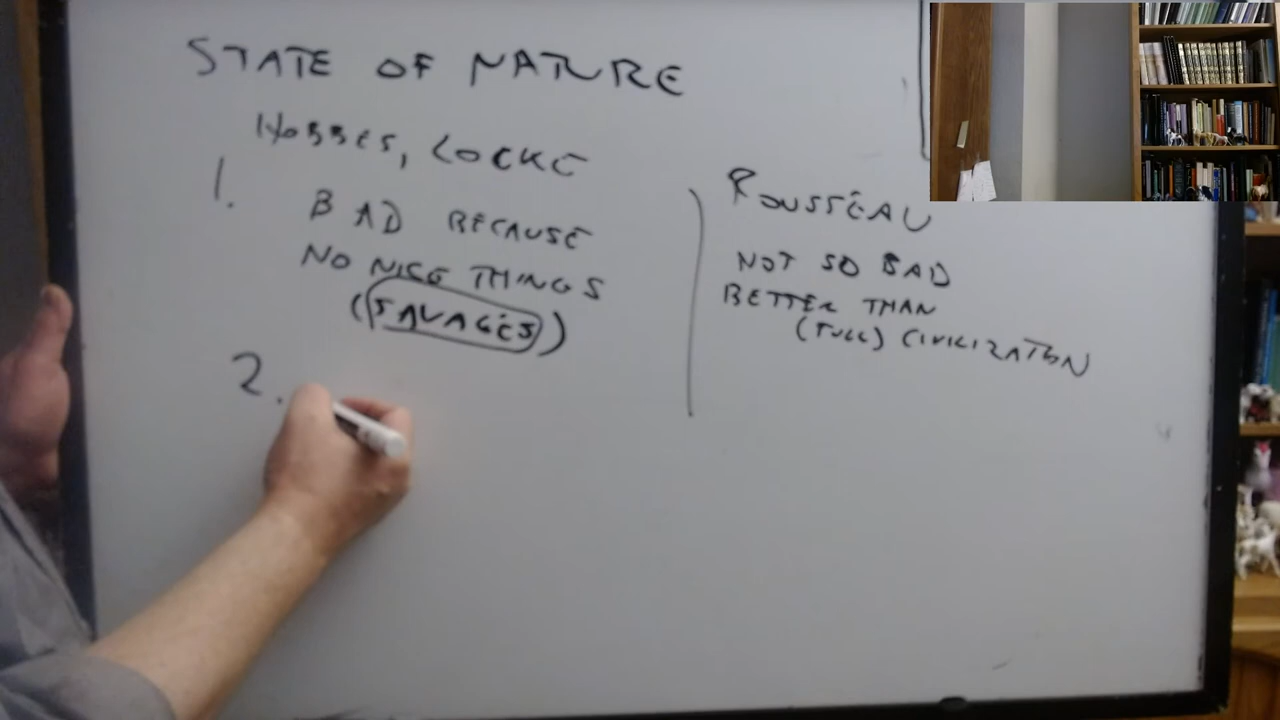 STATE OF NATURE
HOBBES, LOCKE
1.
BAD BECAUSE
NO NICE THINGS
(SAVAGES)
2.
ROUSSEAU
NOT SO BAD
BETTER THAN
(FULL) CIVILIZATION